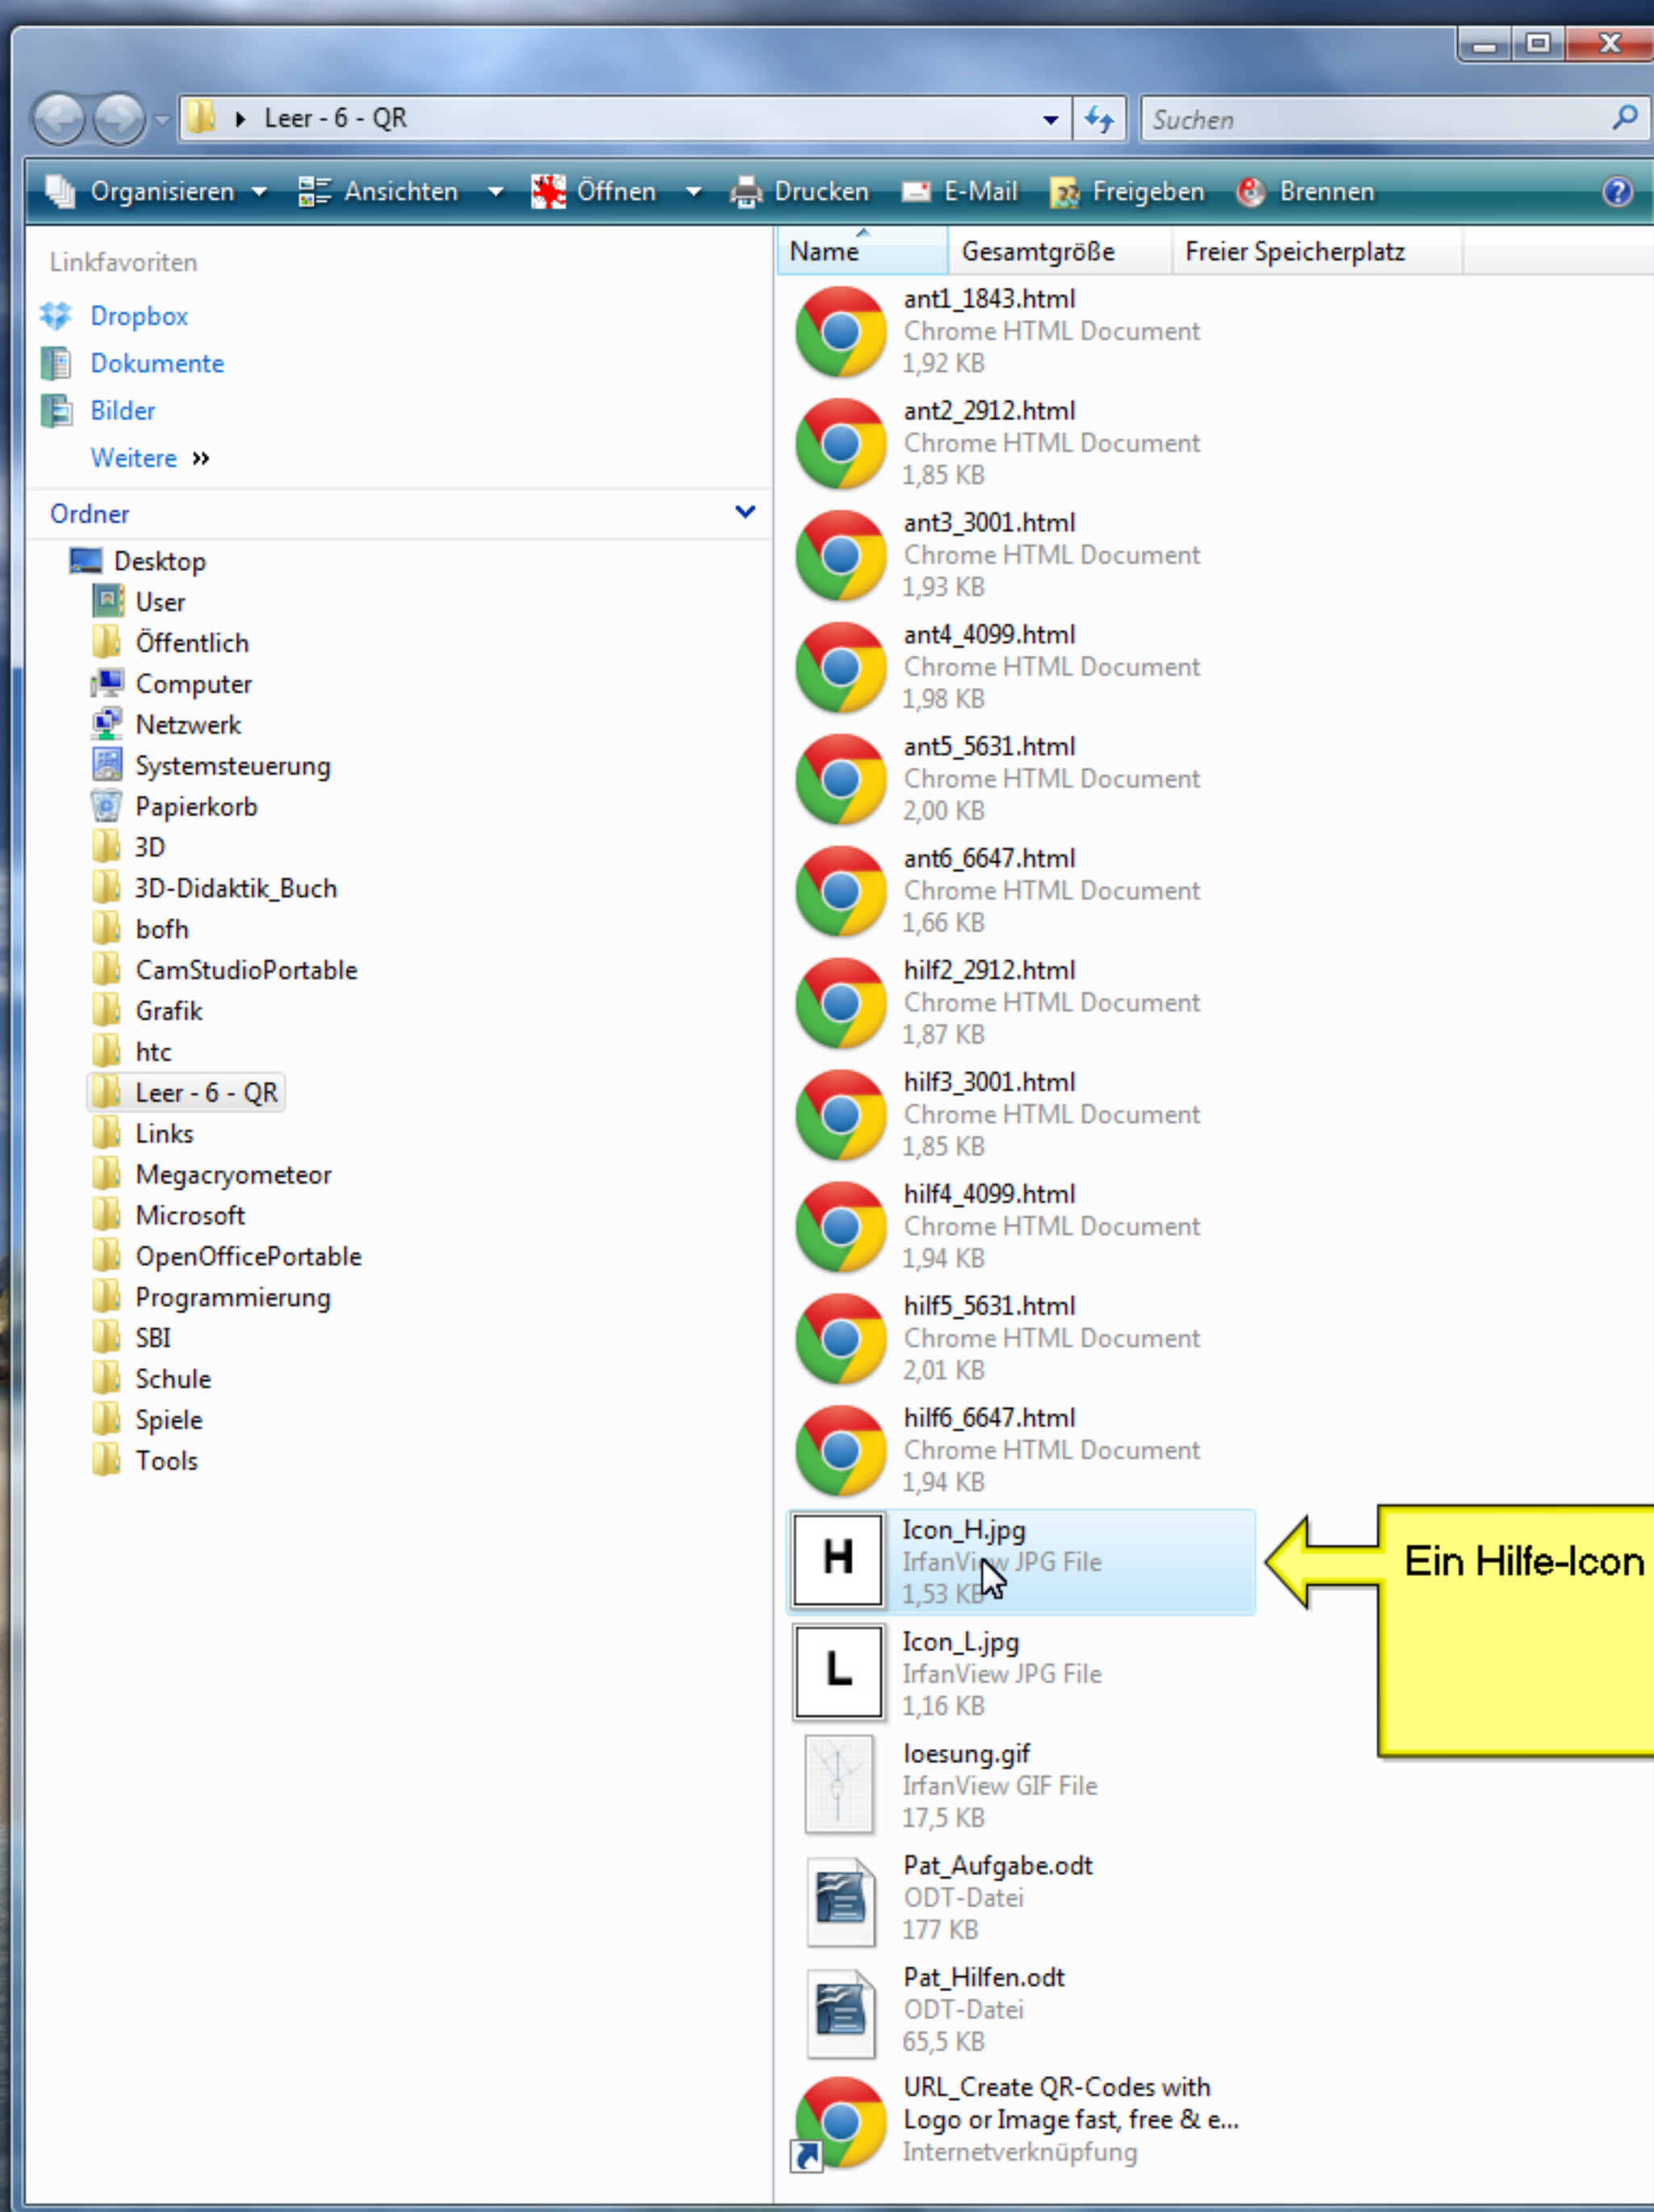 Leer - 6 - QR
Suchen
Organisieren Ansichten Öffnen Drucken E-Mail Freigeben Brennen
Linkfavoriten
Dropbox
Dokumente
Bilder
Weitere »
Ordner
Desktop
User
Öffentlich
Computer
Netzwerk
Systemsteuerung
Papierkorb
3D
3D-Didaktik_Buch
bofh
CamStudioPortable
Grafik
htc
Leer - 6 - QR
Links
Megacryometeor
Microsoft
OpenOfficePortable
Programmierung
SBI
Schule
Spiele
Tools
Name Gesamtgröße Freier Speicherplatz
ant1_1843.html
Chrome HTML Document
1,92 KB
ant2_2912.html
Chrome HTML Document
1,85 KB
ant3_3001.html
Chrome HTML Document
1,93 KB
ant4_4099.html
Chrome HTML Document
1,98 KB
ant5_5631.html
Chrome HTML Document
2,00 KB
ant6_6647.html
Chrome HTML Document
1,66 KB
hilf2_2912.html
Chrome HTML Document
1,87 KB
hilf3_3001.html
Chrome HTML Document
1,85 KB
hilf4_4099.html
Chrome HTML Document
1,94 KB
hilf5_5631.html
Chrome HTML Document
2,01 KB
hilf6_6647.html
Chrome HTML Document
1,94 KB
H
Icon_H.jpg
IrfanView JPG File
1,53 KB
Ein Hilfe-Icon
L
Icon_L.jpg
IrfanView JPG File
1,16 KB
loesung.gif
IrfanView GIF File
17,5 KB
Pat_Aufgabe.odt
ODT-Datei
177 KB
Pat_Hilfen.odt
ODT-Datei
65,5 KB
URL_Create QR-Codes with
Logo or Image fast, free & e...
Internetverknüpfung